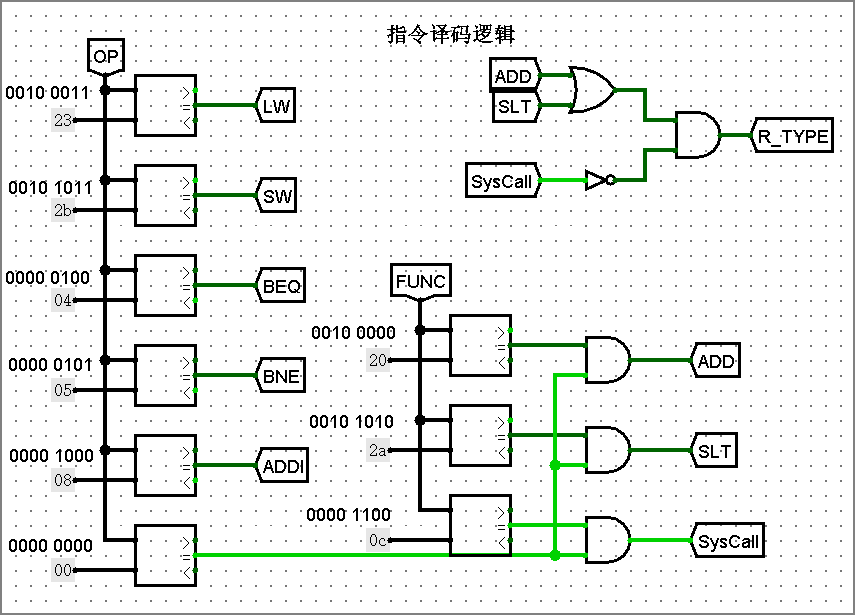 指令译码逻辑
OP
0010 0011
23
> = <
LW
0010 1011
2b
> = <
SW
0000 0100
04
> = <
BEQ
0000 0101
05
> = <
BNE
0000 1000
08
> = <
ADDI
0000 0000
00
> = <
ADD
SLT
SysCall
R_TYPE
FUNC
0010 0000
20
> = <
ADD
0010 1010
2a
> = <
SLT
0000 1100
0c
> = <
SysCall